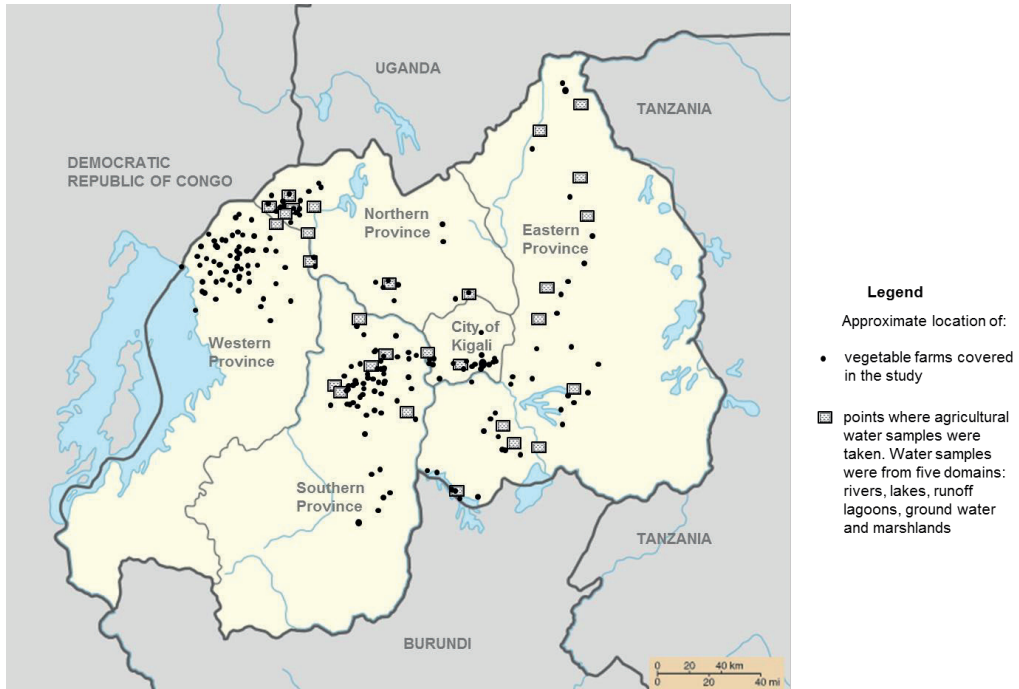 UGANDA
TANZANIA
DEMOCRATIC
REPUBLIC OF CONGO
Northern
Province
Eastern
Province
City of
Kigali
Western
Province
Southern
Province
TANZANIA
BURUNDI
0 20 40 km
0 20 40 mi
Legend
Approximate location of:
vegetable farms covered
in the study
points where agricultural
water samples were
taken. Water samples
were from five domains:
rivers, lakes, runoff
lagoons, ground water
and marshlands